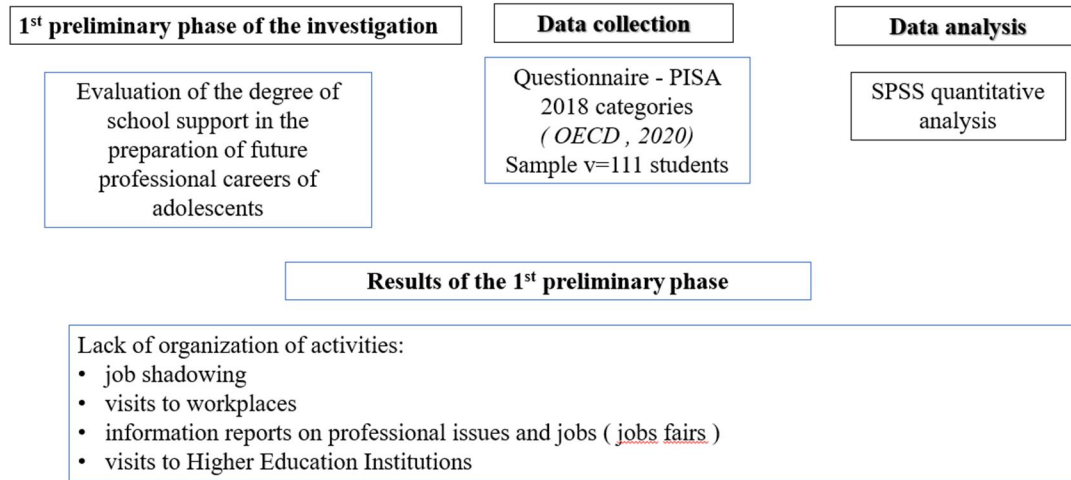 1st preliminary phase of the investigation
Data collection
Data analysis
Evaluation of the degree of
school support in the
preparation of future
professional careers of
adolescents
Questionnaire - PISA
2018 categories
( OECD , 2020)
Sample v=111 students
SPSS quantitative
analysis
Results of the 1st preliminary phase
Lack of organization of activities:
• job shadowing
• visits to workplaces
• information reports on professional issues and jobs ( jobs fairs )
• visits to Higher Education Institutions